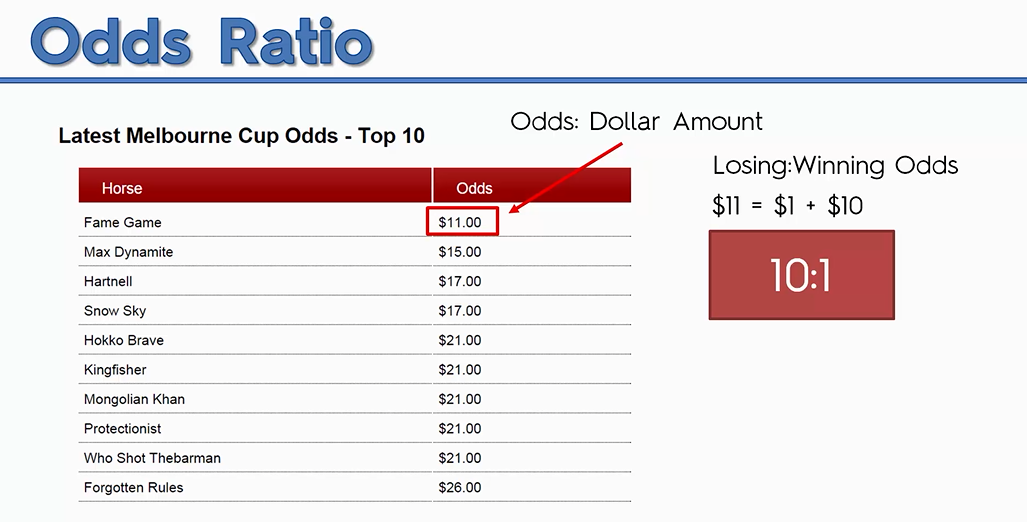 Odds Ratio
Latest Melbourne Cup Odds - Top 10
Horse Odds
Fame Game $11.00
Max Dynamite $15.00
Hartnell $17.00
Snow Sky $17.00
Hokko Brave $21.00
Kingfisher $21.00
Mongolian Khan $21.00
Protectionist $21.00
Who Shot Thebarman $21.00
Forgotten Rules $26.00
Odds: Dollar Amount
Losing:Winning Odds
$11 = $1 + $10
10:1